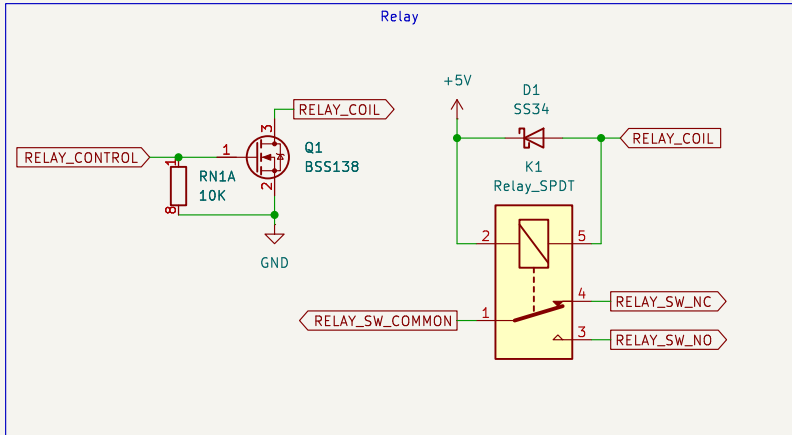 Relay
RELAY_CONTROL
1
8
RN1A
10K
1
3
2
Q1
BSS138
RELAY_COIL
GND
+5V
D1
SS34
RELAY_COIL
K1
Relay_SPDT
2
5
4
1
3
RELAY_SW_NC
RELAY_SW_COMMON
RELAY_SW_NO